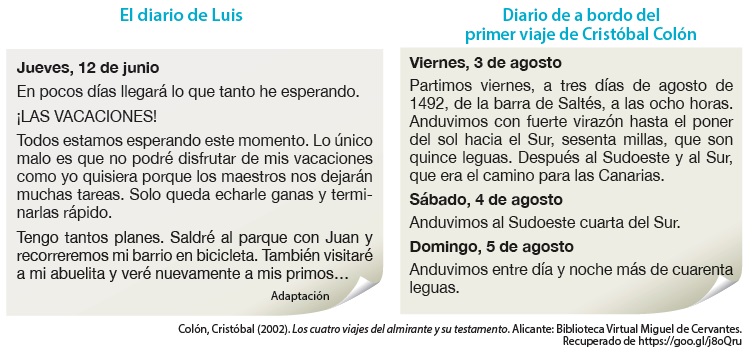 El diario de Luis
Jueves, 12 de junio
En pocos días llegará lo que tanto he esperando.
¡LAS VACACIONES!
Todos estamos esperando este momento. Lo único
malo es que no podré disfrutar de mis vacaciones
como yo quisiera porque los maestros nos dejarán
muchas tareas. Solo queda echarle ganas y termi-
narlas rápido.
Tengo tantos planes. Saldré al parque con Juan y
recorreremos mi barrio en bicicleta. También visitaré
a mi abuelita y veré nuevamente a mis primos…
Adaptación
Diario de a bordo del
primer viaje de Cristóbal Colón
Viernes, 3 de agosto
Partimos viernes, a tres días de agosto de
1492, de la barra de Saltés, a las ocho horas.
Anduvimos con fuerte virazón hasta el poner
del sol hacia el Sur, sesenta millas, que son
quince leguas. Después al Sudoeste y al Sur,
que era el camino para las Canarias.
Sábado, 4 de agosto
Anduvimos al Sudoeste cuarta del Sur.
Domingo, 5 de agosto
Anduvimos entre día y noche más de cuarenta
leguas.
Colón, Cristóbal (2002). Los cuatro viajes del almirante y su testamento. Alicante: Biblioteca Virtual Miguel de Cervantes.
Recuperado de https://goo.gl/j8oQru